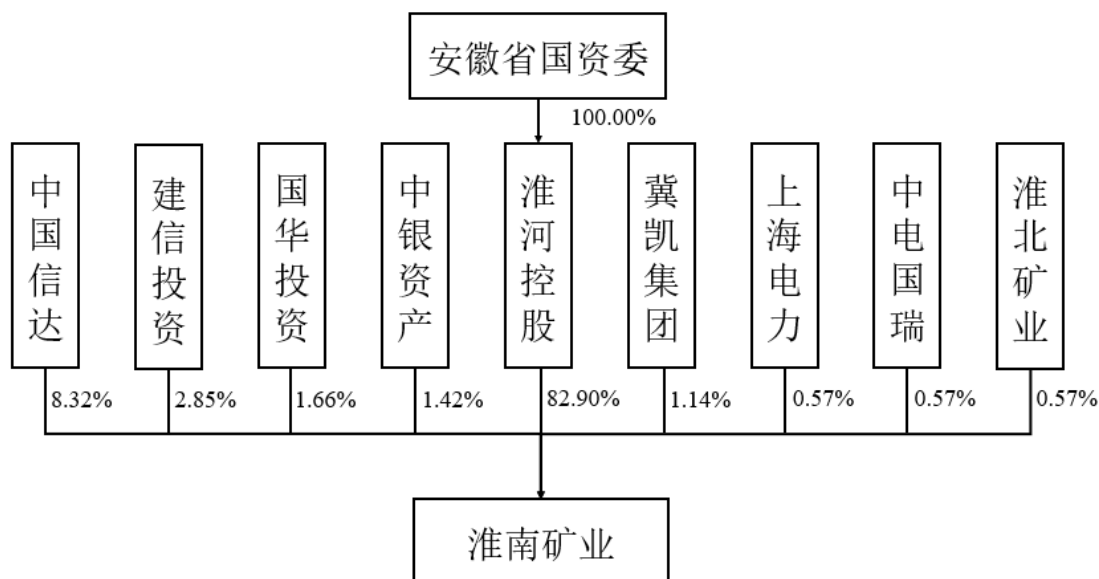 安徽省国资委
100.00%
中国信达
建信投资
国华投资
中银资产
淮河控股
冀凯集团
上海电力
中电国瑞
淮北矿业
8.32%
2.85%
1.66%
1.42%
82.90%
1.14%
0.57%
0.57%
0.57%
淮南矿业